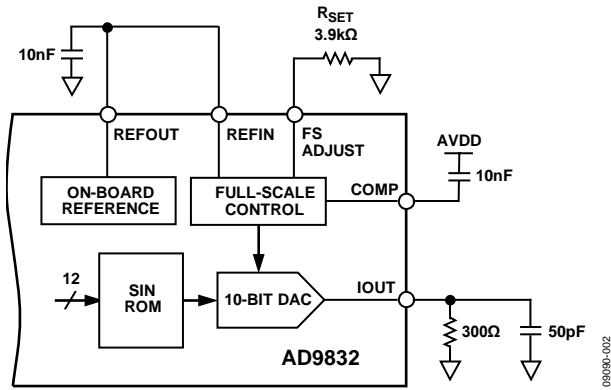 R_SET
3.9kΩ
10nF
REFOUT
REFIN
FS
ADJUST
AVDD
10nF
COMP
ON-BOARD
REFERENCE
FULL-SCALE
CONTROL
12
SIN
ROM
10-BIT DAC
IOUT
300Ω
50pF
AD9832
09090-002